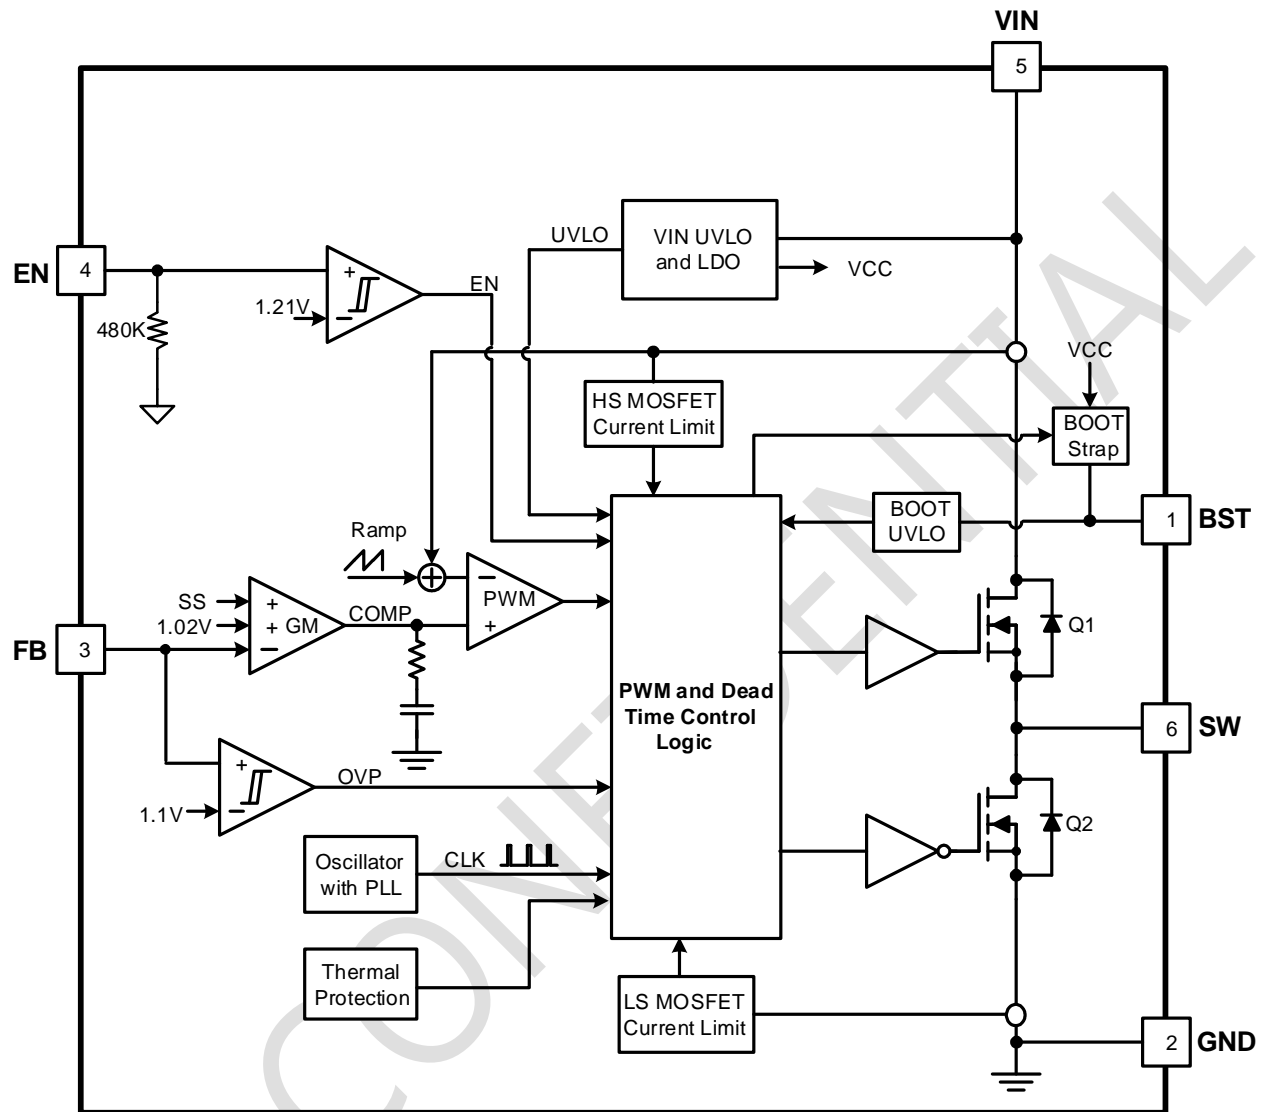 VIN
5
UVLO
VIN UVLO
and LDO
VCC
EN
4
+
1.21V
−
EN
480K
VCC
HS MOSFET
Current Limit
BOOT
Strap
BOOT
UVLO
1
BST
Ramp
+
−
PWM
+
SS
+
1.02V
+ GM
−
COMP
FB
3
Q1
PWM and Dead
Time Control
Logic
6
SW
+
OVP
1.1V
−
Q2
Oscillator
with PLL
CLK
Thermal
Protection
LS MOSFET
Current Limit
2
GND
CONFIDENTIAL